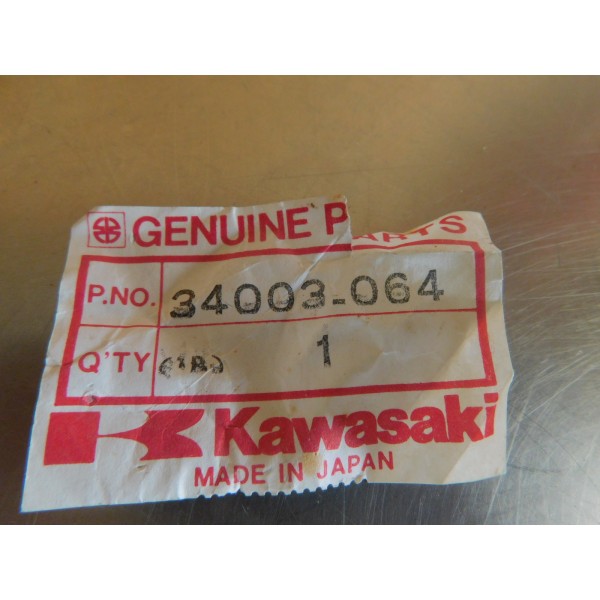 GENUINE PARTS
P.NO. 34003-064
Q'TY 1
Kawasaki
MADE IN JAPAN